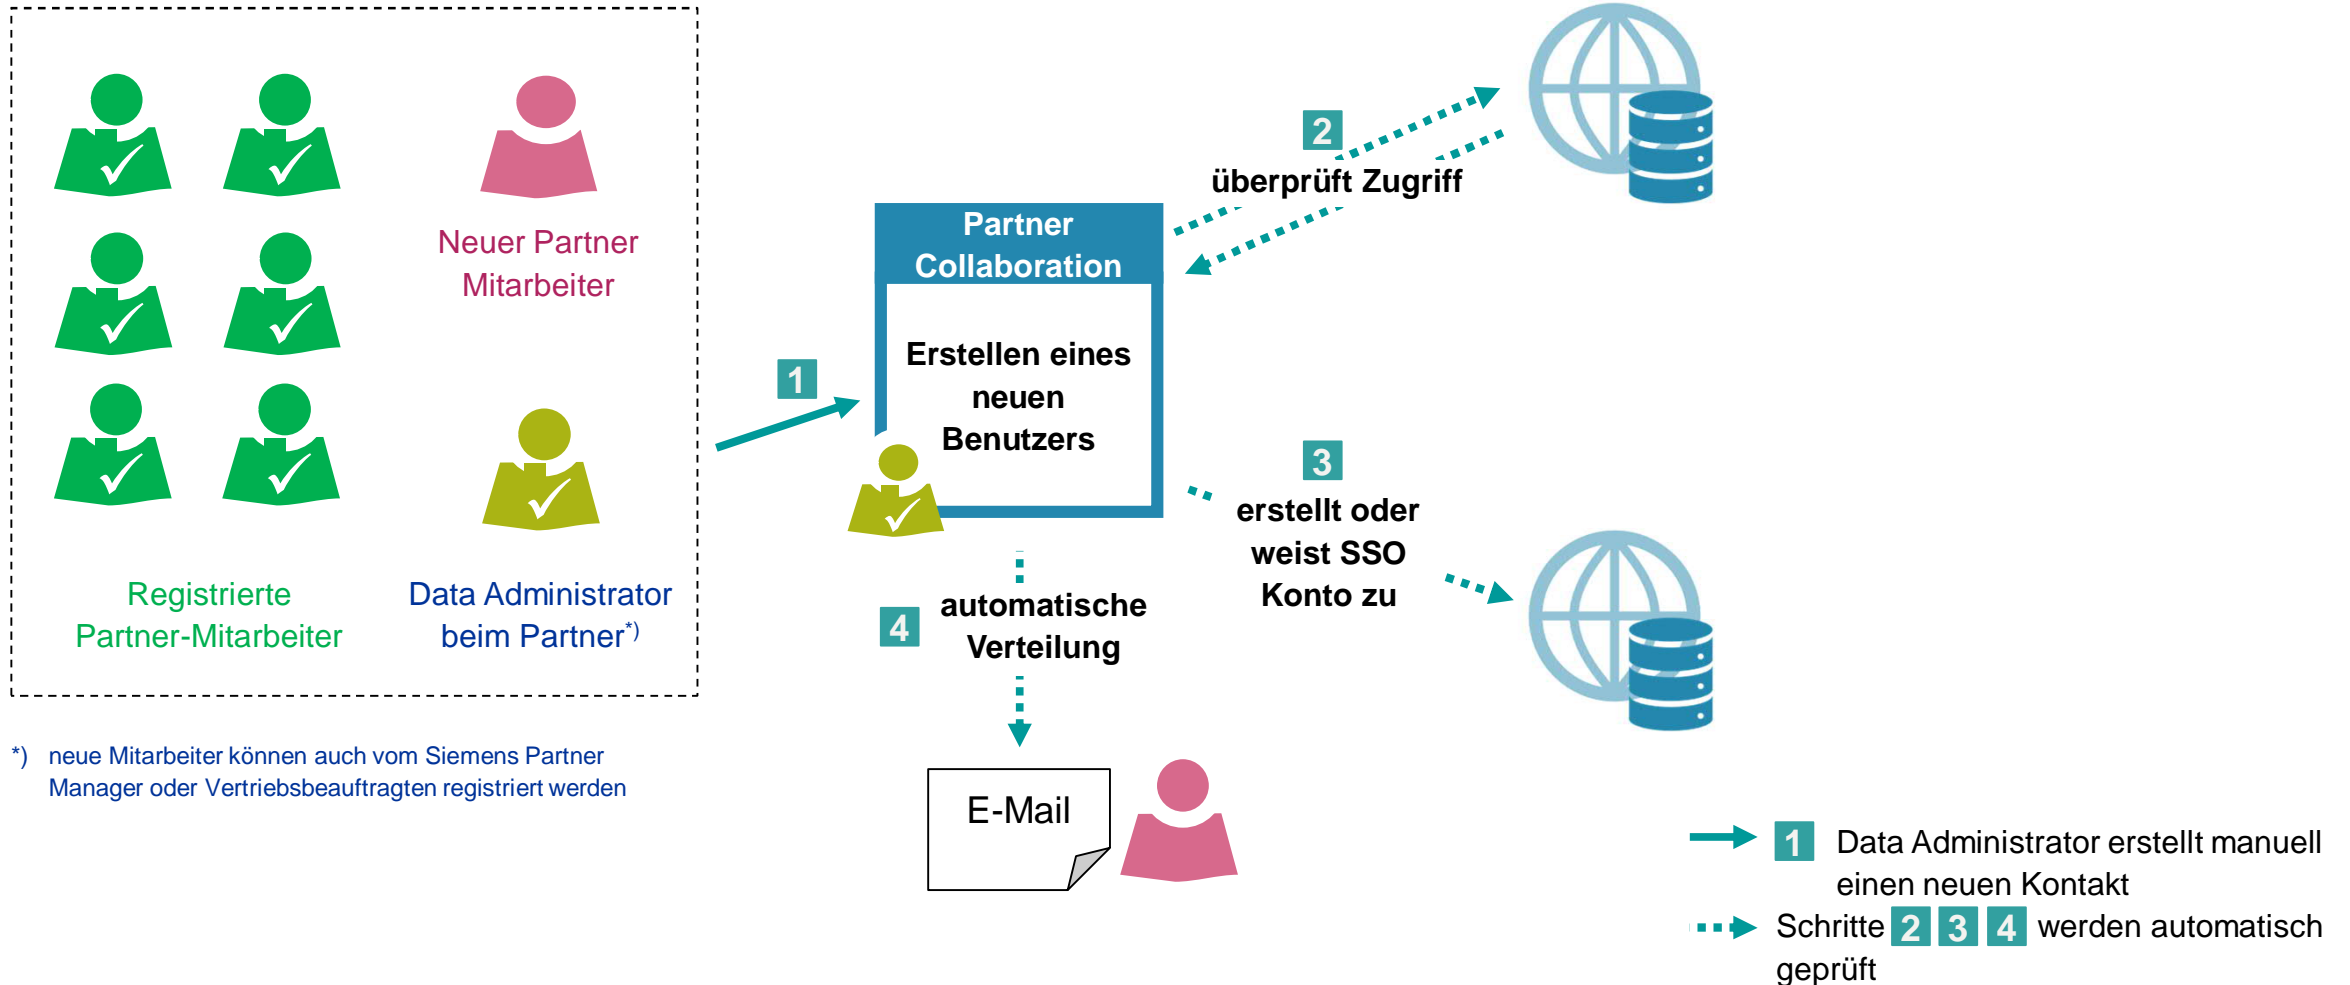 Neuer Partner
Mitarbeiter
Registrierte
Partner-Mitarbeiter
Data Administrator
beim Partner*)
*) neue Mitarbeiter können auch vom Siemens Partner
Manager oder Vertriebsbeauftragten registriert werden
1
Partner
Collaboration
Erstellen eines
neuen
Benutzers
2
überprüft Zugriff
3
erstellt oder
weist SSO
Konto zu
4
automatische
Verteilung
E-Mail
1 Data Administrator erstellt manuell
einen neuen Kontakt
Schritte 2 3 4 werden automatisch
geprüft